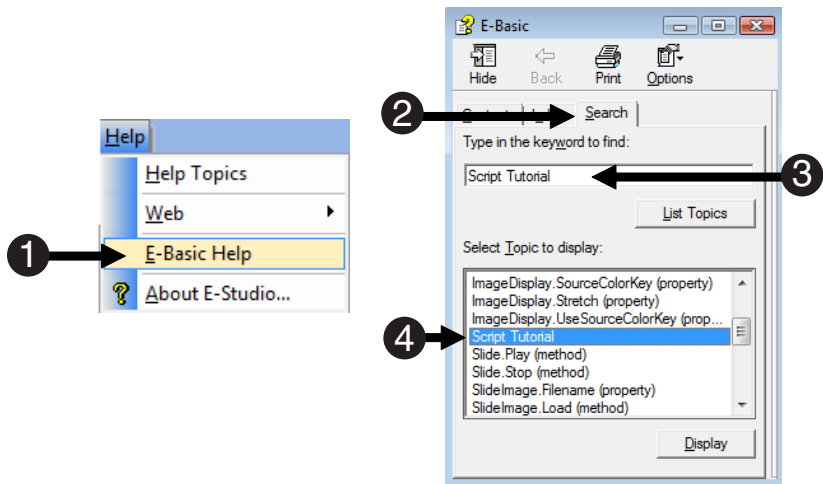 Help
Help Topics
Web
1
E-Basic Help
About E-Studio...
E-Basic
Hide Back Print Options
2
Search
Type in the keyword to find:
Script Tutorial
3
List Topics
Select Topic to display:
ImageDisplay.SourceColorKey (property)
ImageDisplay.Stretch (property)
ImageDisplay.UseSourceColorKey (prop...
4
Script Tutorial
Slide.Play (method)
Slide.Stop (method)
SlideImage.Filename (property)
SlideImage.Load (method)
Display